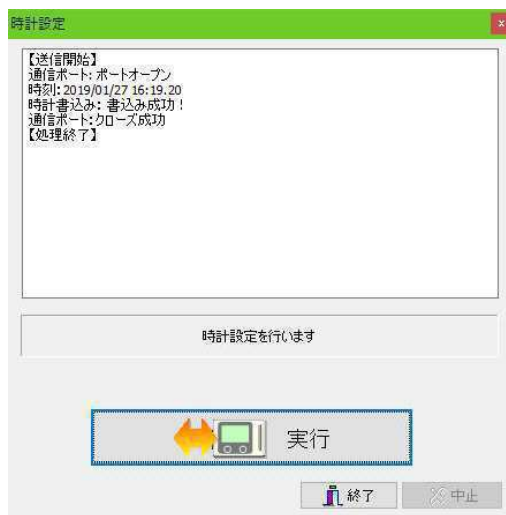 時計設定
【送信開始】
通信ポート: ポートオープン
時刻: 2019/01/27 16:19.20
時計書込み: 書込み成功!
通信ポート:クローズ成功
【処理終了】
時計設定を行います
実行
終了
中止